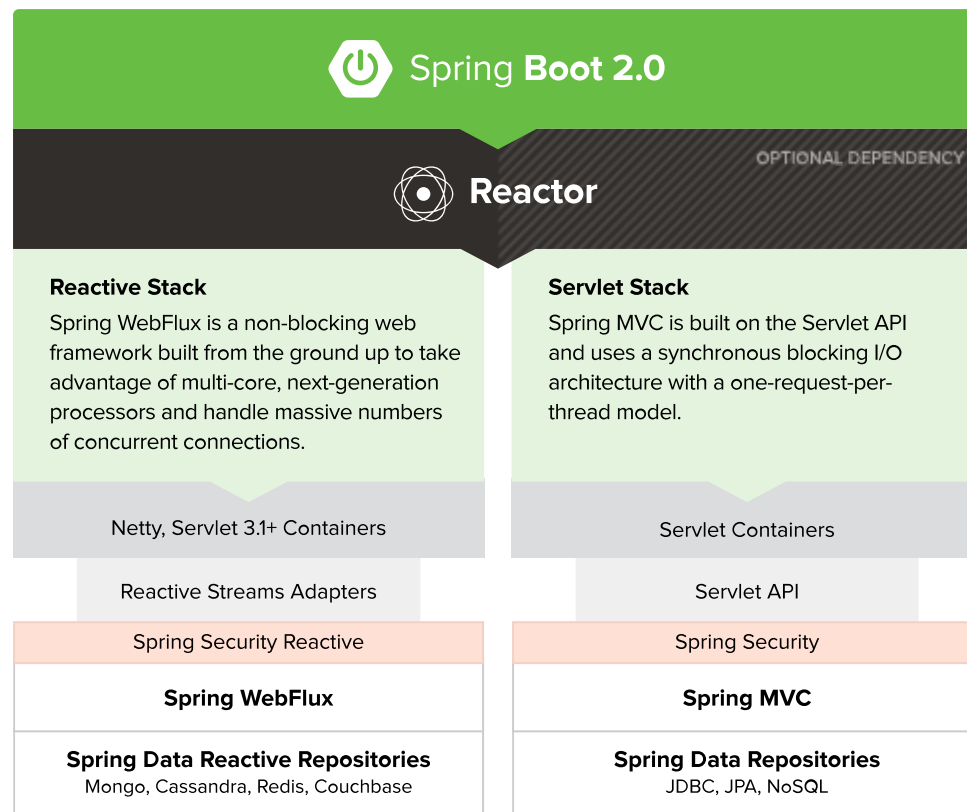 Spring Boot 2.0
OPTIONAL DEPENDENCY
Reactor
Reactive Stack
Spring WebFlux is a non-blocking web
framework built from the ground up to take
advantage of multi-core, next-generation
processors and handle massive numbers
of concurrent connections.
Netty, Servlet 3.1+ Containers
Reactive Streams Adapters
Spring Security Reactive
Spring WebFlux
Spring Data Reactive Repositories
Mongo, Cassandra, Redis, Couchbase
Servlet Stack
Spring MVC is built on the Servlet API
and uses a synchronous blocking I/O
architecture with a one-request-per-
thread model.
Servlet Containers
Servlet API
Spring Security
Spring MVC
Spring Data Repositories
JDBC, JPA, NoSQL